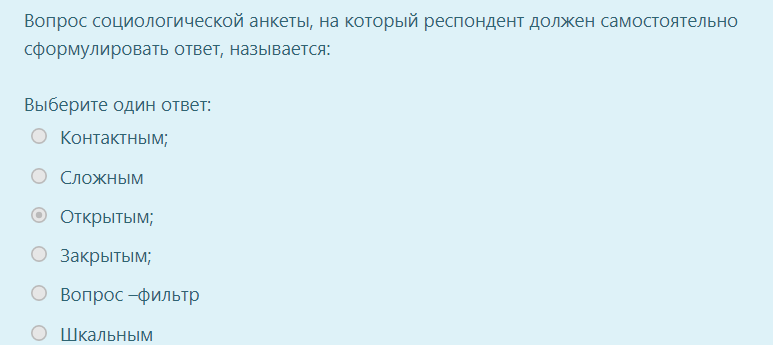 Вопрос социологической анкеты, на который респондент должен самостоятельно
сформулировать ответ, называется:
Выберите один ответ:
Контактным;
Сложным
Открытым;
Закрытым;
Вопрос –фильтр
Шкальным